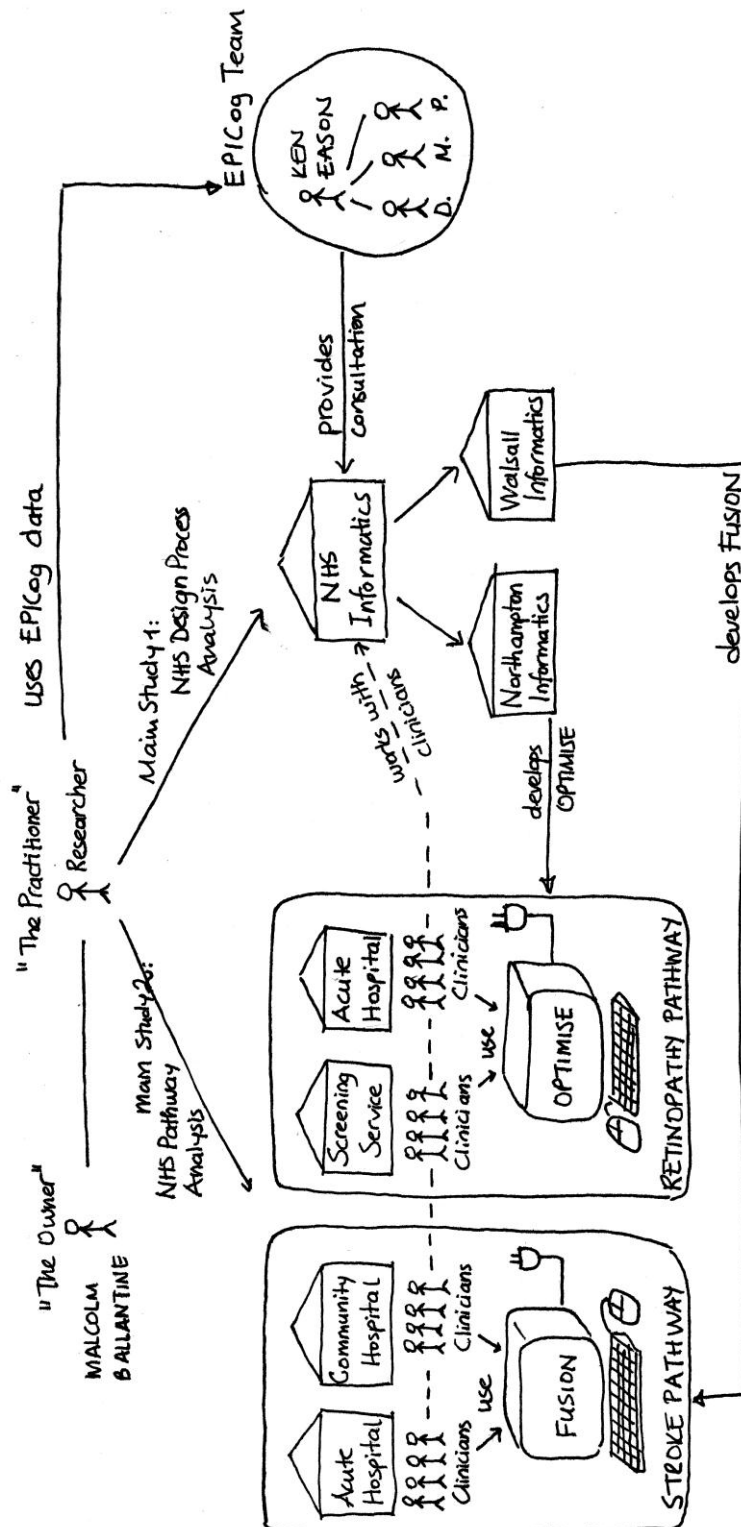 "The Owner"
MALCOLM
BALLANTINE
"The Practitioner"
Researcher
uses EPICog data
EPICog Team
KEN
EASON
D. M. P.
Main Study 2:
NHS Pathway
Analysis
Main Study 1:
NHS Design Process
Analysis
provides
consultation
NHS
Informatics
works with
clinicians
Northampton
Informatics
Walsall
Informatics
develops
OPTIMISE
develops FUSION
Acute
Hospital
Community
Hospital
Clinicians
Clinicians
use
FUSION
STROKE PATHWAY
Screening
Service
Acute
Hospital
Clinicians
Clinicians
use
OPTIMISE
RETINOPATHY PATHWAY